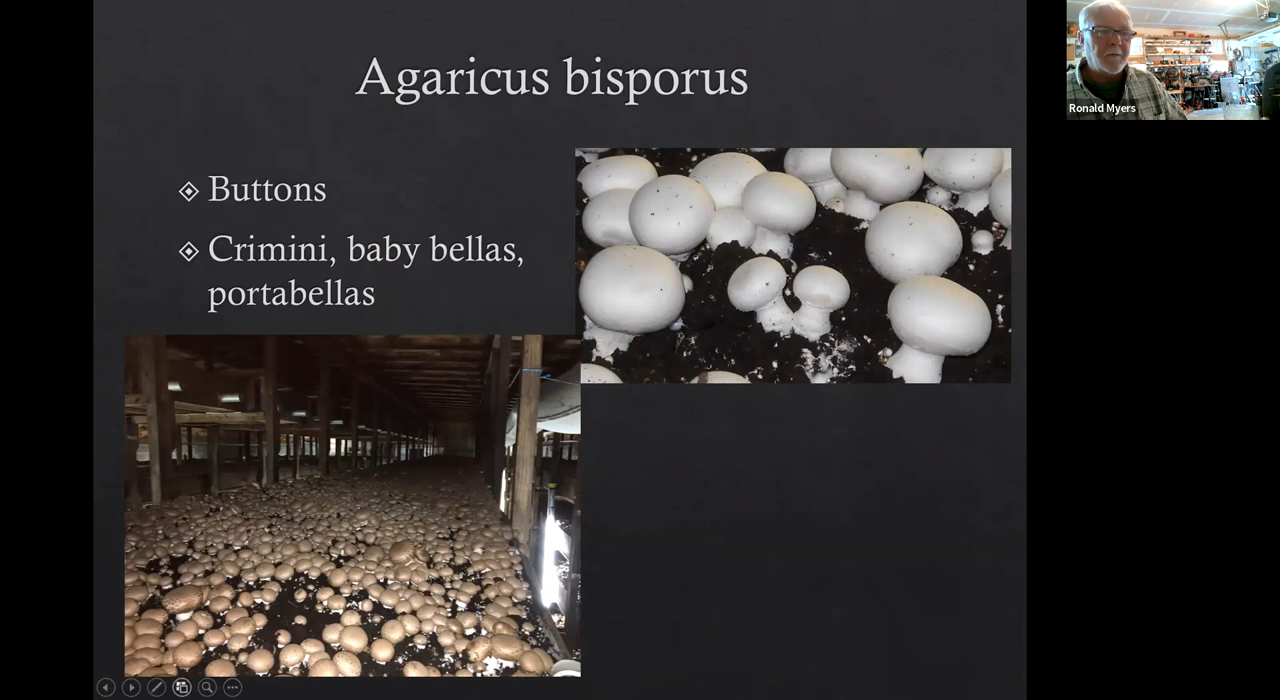 Agaricus bisporus
Buttons
Crimini, baby bellas,
portabellas
Ronald Myers